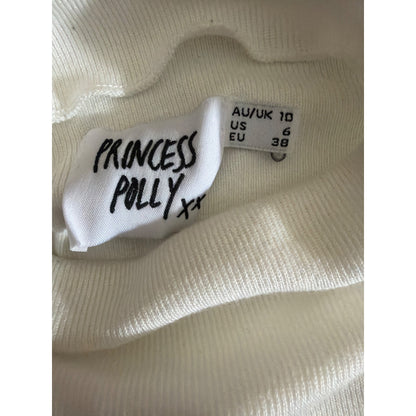 PRINCESS
POLLY
xx
AU/UK 10
US 6
EU 38